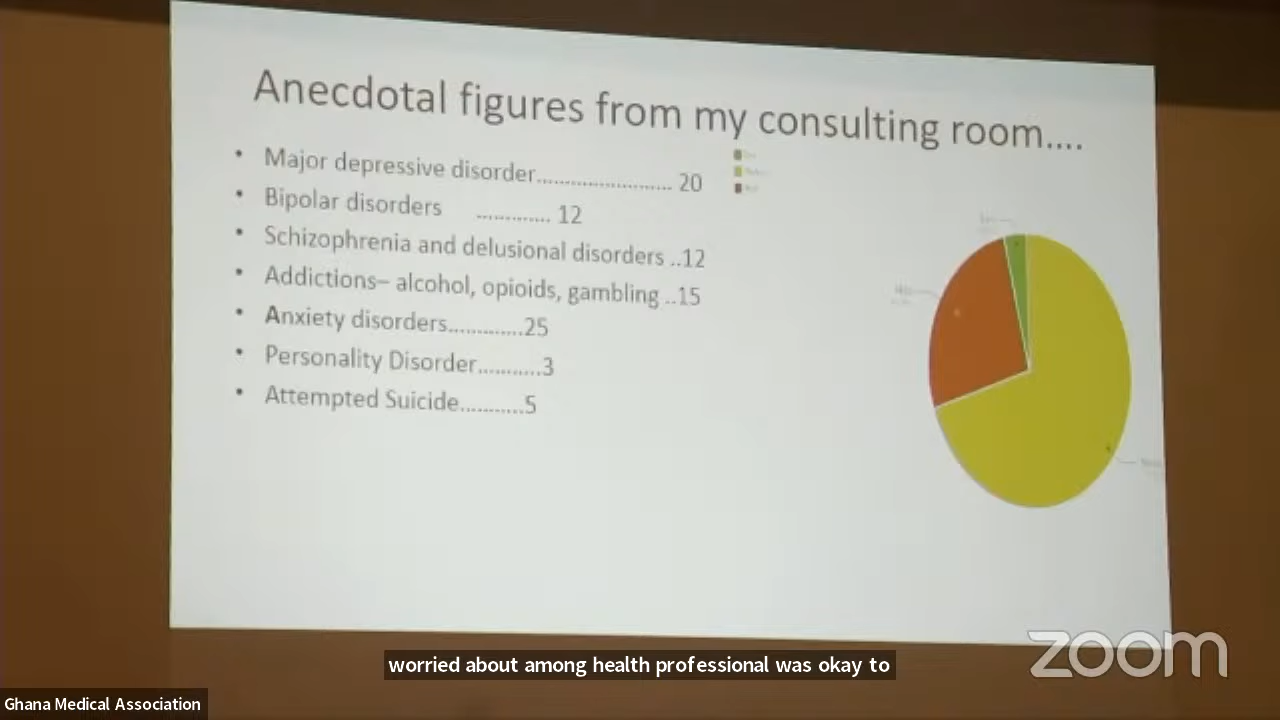 Anecdotal figures from my consulting room....
• Major depressive disorder........................ 20
• Bipolar disorders ............. 12
• Schizophrenia and delusional disorders ..12
• Addictions– alcohol, opioids, gambling ..15
• Anxiety disorders.............25
• Personality Disorder...........3
• Attempted Suicide...........5
zoom
worried about among health professional was okay to
Ghana Medical Association